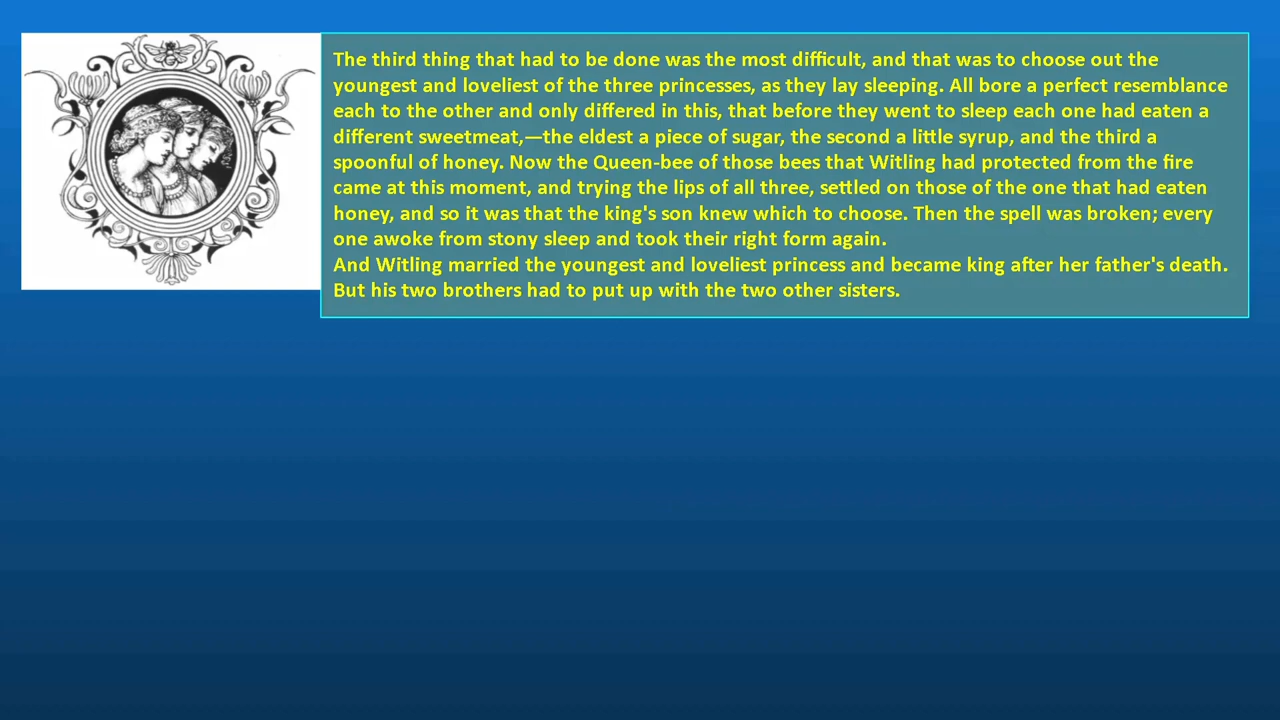 The third thing that had to be done was the most difficult, and that was to choose out the
youngest and loveliest of the three princesses, as they lay sleeping. All bore a perfect resemblance
each to the other and only differed in this, that before they went to sleep each one had eaten a
different sweetmeat,—the eldest a piece of sugar, the second a little syrup, and the third a
spoonful of honey. Now the Queen-bee of those bees that Witling had protected from the fire
came at this moment, and trying the lips of all three, settled on those of the one that had eaten
honey, and so it was that the king's son knew which to choose. Then the spell was broken; every
one awoke from stony sleep and took their right form again.
And Witling married the youngest and loveliest princess and became king after her father's death.
But his two brothers had to put up with the two other sisters.